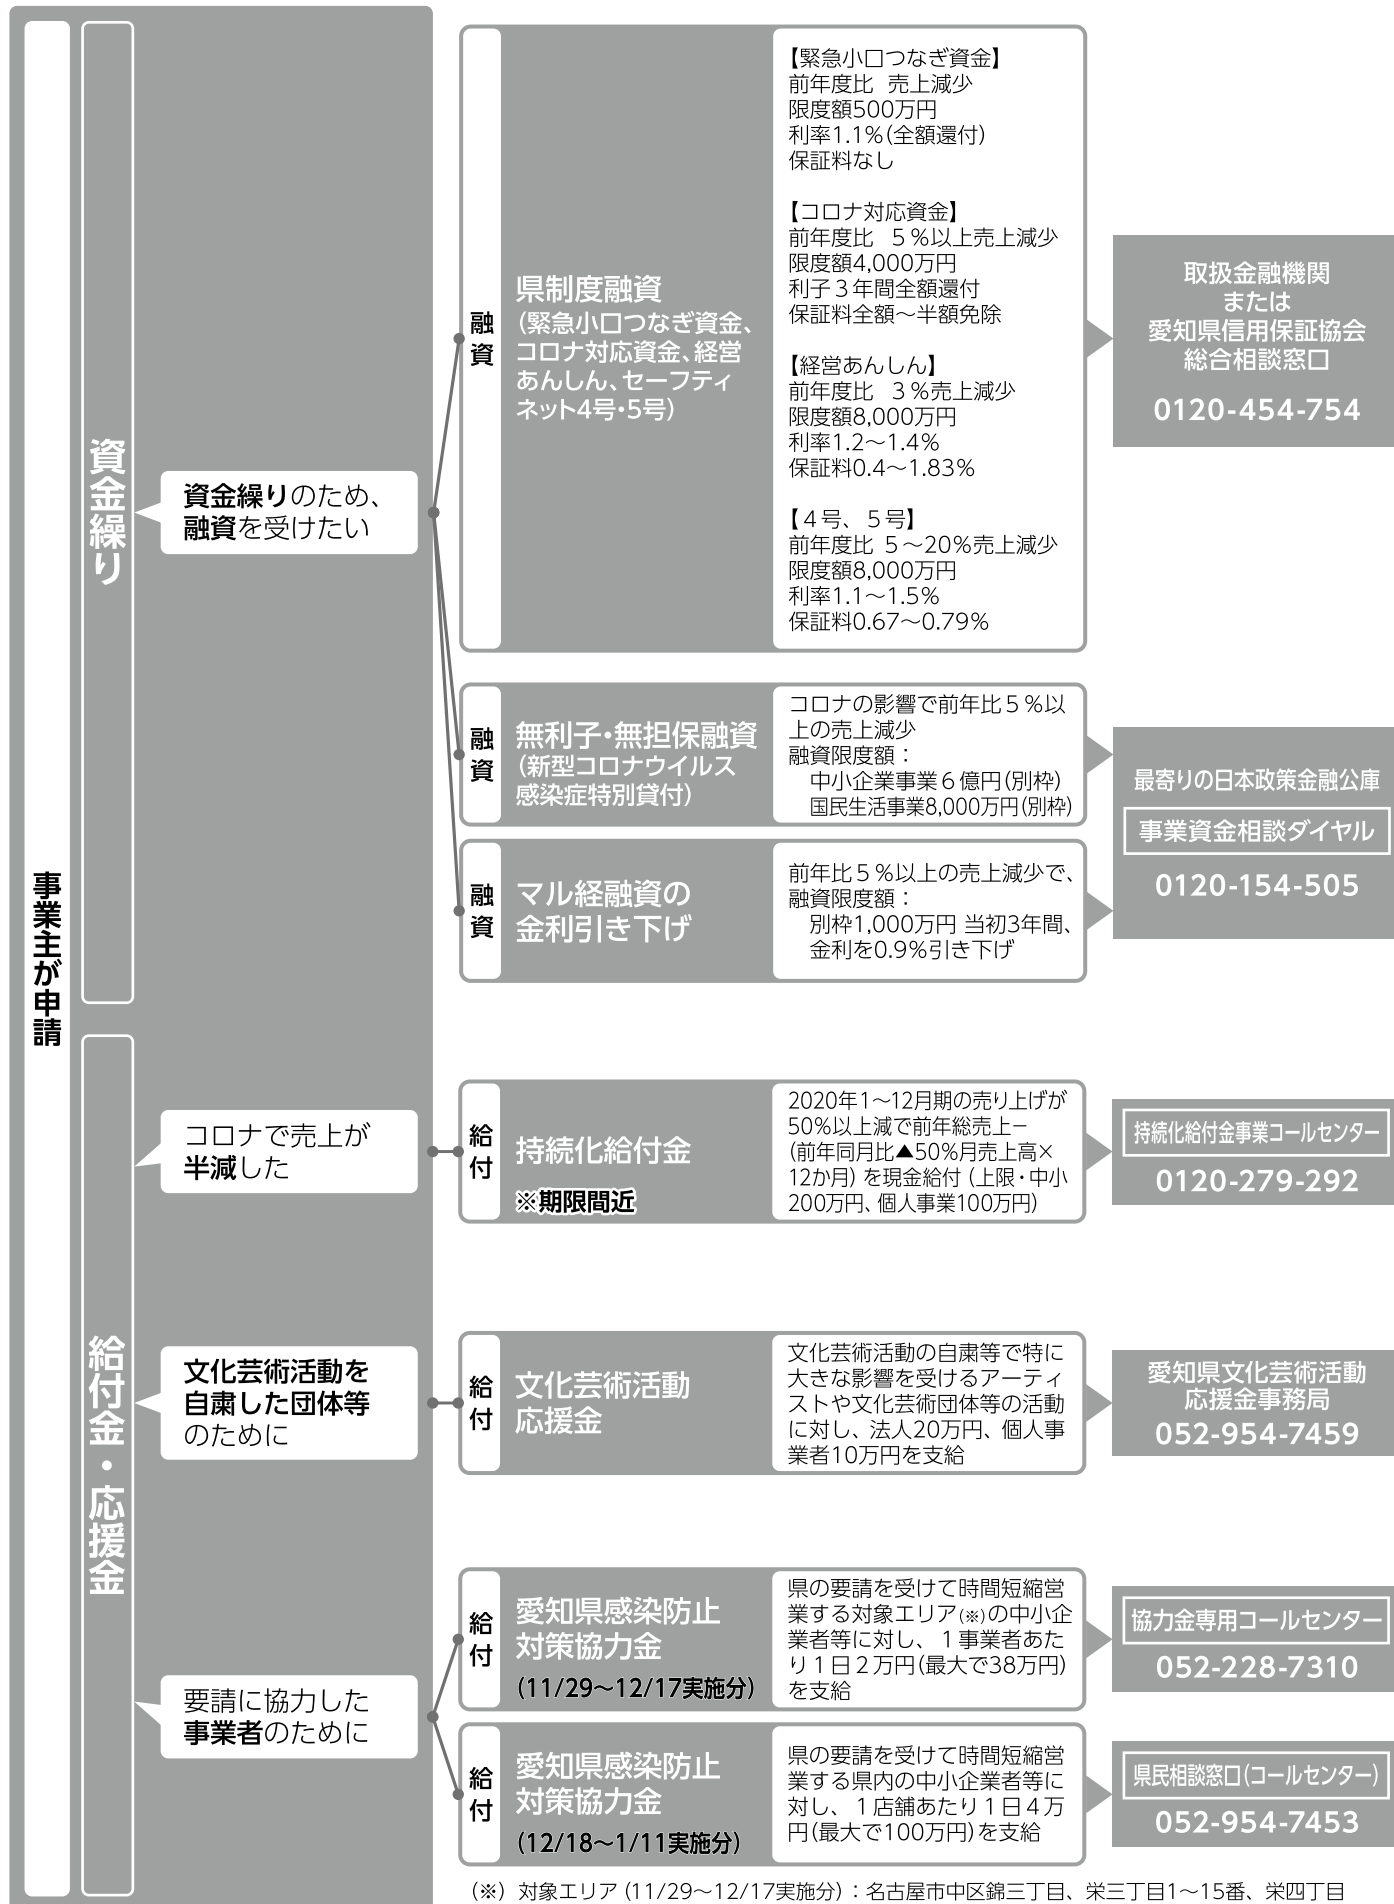 事業主が申請
資金繰り
資金繰りのため、
融資を受けたい
融資
県制度融資
(緊急小口つなぎ資金、
コロナ対応資金、経営
あんしん、セーフティ
ネット4号・5号)
【緊急小口つなぎ資金】
前年度比 売上減少
限度額500万円
利率1.1%(全額還付)
保証料なし
【コロナ対応資金】
前年度比 5%以上売上減少
限度額4,000万円
利子3年間全額還付
保証料全額～半額免除
【経営あんしん】
前年度比 3%売上減少
限度額8,000万円
利率1.2～1.4%
保証料0.4～1.83%
【4号、5号】
前年度比 5～20%売上減少
限度額8,000万円
利率1.1～1.5%
保証料0.67～0.79%
取扱金融機関
または
愛知県信用保証協会
総合相談窓口
0120-454-754
融資
無利子・無担保融資
(新型コロナウイルス
感染症特別貸付)
コロナの影響で前年比5%以
上の売上減少
融資限度額：
中小企業事業6億円(別枠)
国民生活事業8,000万円(別枠)
融資
マル経融資の
金利引き下げ
前年比5%以上の売上減少で、
融資限度額：
別枠1,000万円 当初3年間、
金利を0.9%引き下げ
最寄りの日本政策金融公庫
事業資金相談ダイヤル
0120-154-505
給付金・応援金
コロナで売上が
半減した
給付
持続化給付金
※期限間近
2020年1～12月期の売り上げが
50%以上減で前年総売上－
(前年同月比▲50%月売上高×
12か月)を現金給付(上限・中小
200万円、個人事業100万円)
持続化給付金事業コールセンター
0120-279-292
文化芸術活動を
自粛した団体等
のために
給付
文化芸術活動
応援金
文化芸術活動の自粛等で特に
大きな影響を受けるアーティ
ストや文化芸術団体等の活動
に対し、法人20万円、個人事
業者10万円を支給
愛知県文化芸術活動
応援金事務局
052-954-7459
要請に協力した
事業者のために
給付
愛知県感染防止
対策協力金
(11/29～12/17実施分)
県の要請を受けて時間短縮営
業する対象エリア(※)の中小企
業者等に対し、1事業者あた
り1日2万円(最大で38万円)
を支給
協力金専用コールセンター
052-228-7310
給付
愛知県感染防止
対策協力金
(12/18～1/11実施分)
県の要請を受けて時間短縮営
業する県内の中小企業者等に
対し、1店舗あたり1日4万
円(最大で100万円)を支給
県民相談窓口(コールセンター)
052-954-7453
(※)対象エリア(11/29～12/17実施分)：名古屋市中区錦三丁目、栄三丁目1～15番、栄四丁目